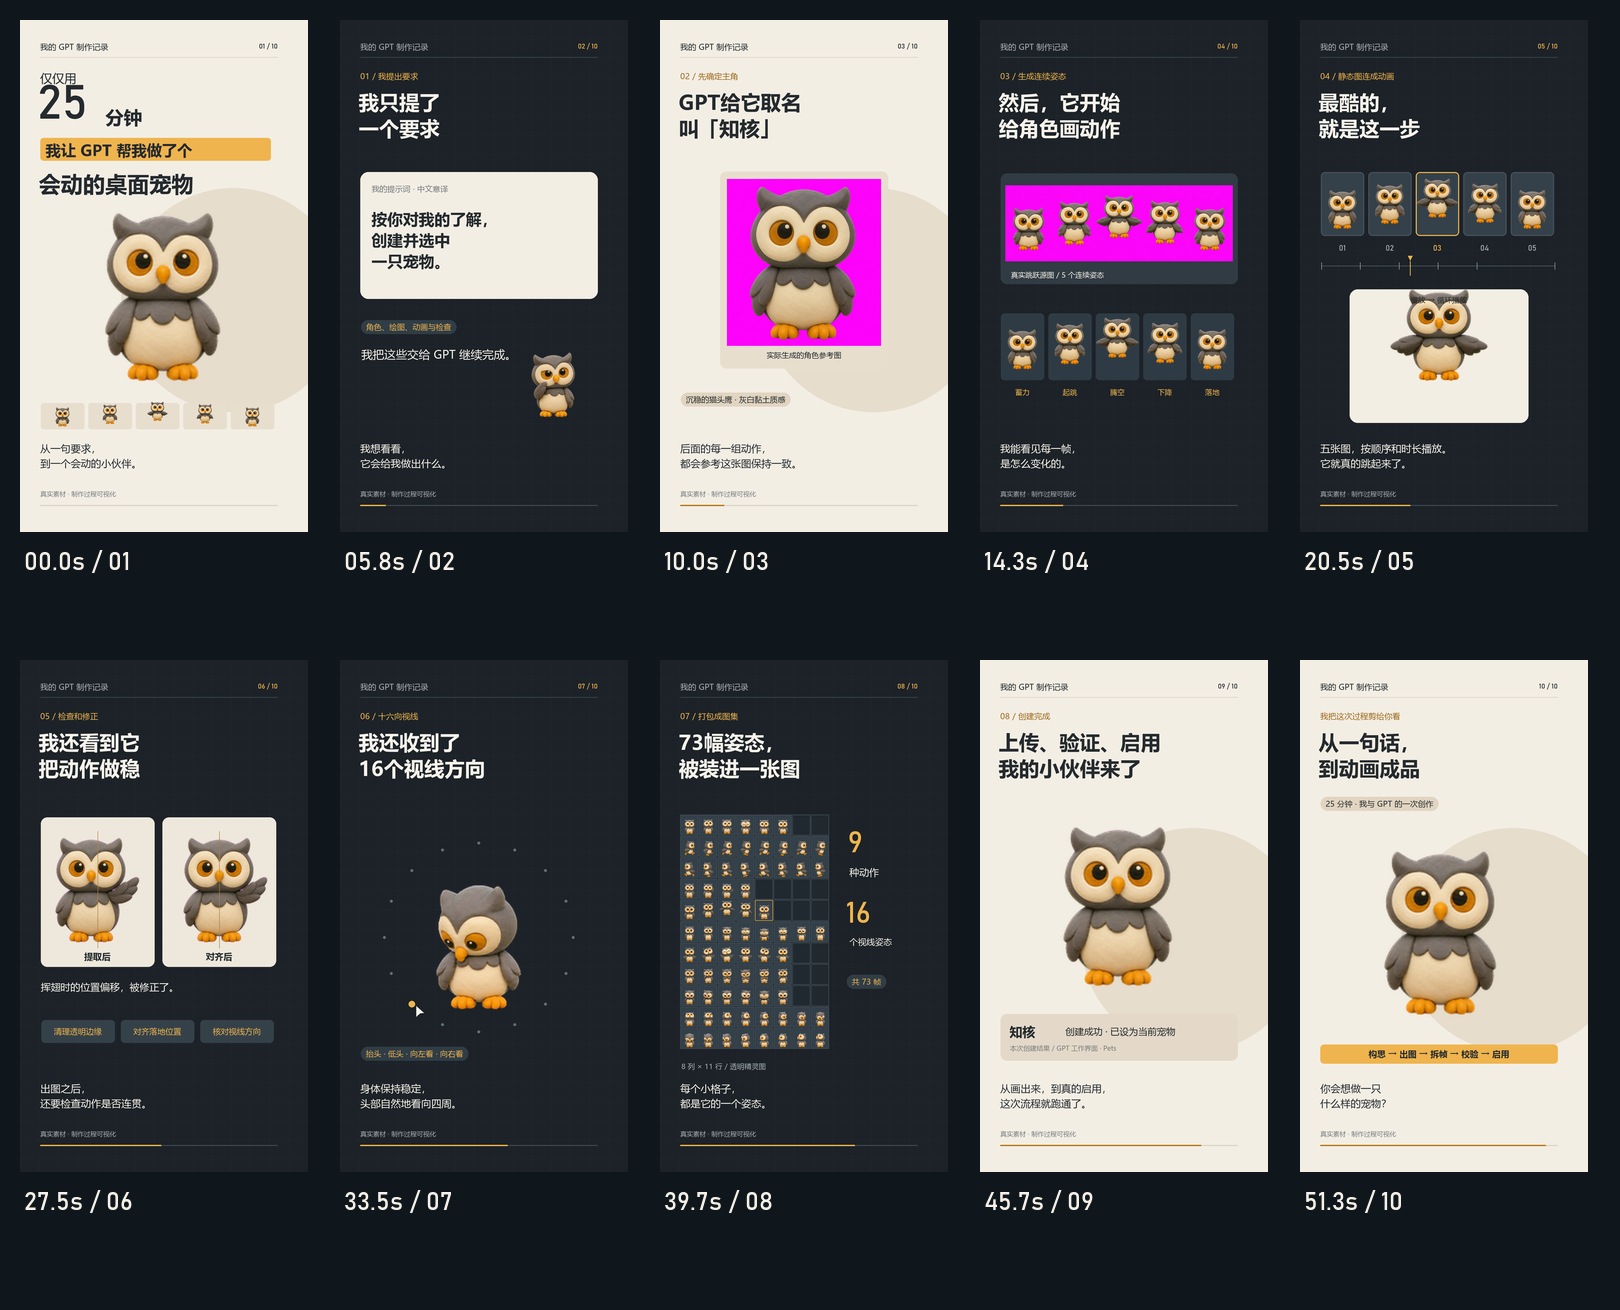 我的 GPT 制作记录
01 / 10
仅仅用
25 分钟
我让 GPT 帮我做了个
会动的桌面宠物
从一句要求，
到一个会动的小伙伴。
真实素材 · 制作过程可视化
00.0s / 01
我的 GPT 制作记录
02 / 10
01 / 我提出要求
我只提了
一个要求
我的提示词 · 中文意译
按你对我的了解，
创建并选中
一只宠物。
角色、绘图、动画与检查
我把这些交给 GPT 继续完成。
我想看看，
它会给我做出什么。
真实素材 · 制作过程可视化
05.8s / 02
我的 GPT 制作记录
03 / 10
02 / 先确定主角
GPT给它取名
叫「知核」
实际生成的角色参考图
沉稳的猫头鹰 · 灰白黏土质感
后面的每一组动作，
都会参考这张图保持一致。
真实素材 · 制作过程可视化
10.0s / 03
我的 GPT 制作记录
04 / 10
03 / 生成连续姿态
然后，它开始
给角色画动作
真实跳跃源图 / 5 个连续姿态
蓄力 起跳 腾空 下降 落地
我能看见每一帧，
是怎么变化的。
真实素材 · 制作过程可视化
14.3s / 04
我的 GPT 制作记录
05 / 10
04 / 静态图连成动画
最酷的，
就是这一步
01 02 03 04 05
五张图，按顺序和时长播放。
它就真的跳起来了。
真实素材 · 制作过程可视化
20.5s / 05
我的 GPT 制作记录
06 / 10
05 / 检查和修正
我还看到它
把动作做稳
提取后 对齐后
挥翅时的位置偏移，被修正了。
清理透明边缘 对齐落地位置 核对视线方向
出图之后，
还要检查动作是否连贯。
真实素材 · 制作过程可视化
27.5s / 06
我的 GPT 制作记录
07 / 10
06 / 十六向视线
我还收到了
16个视线方向
抬头 · 低头 · 向左看 · 向右看
身体保持稳定，
头部自然地看向四周。
真实素材 · 制作过程可视化
33.5s / 07
我的 GPT 制作记录
08 / 10
07 / 打包成图集
73幅姿态，
被装进一张图
9
种动作
16
个视线姿态
共 73 帧
8 列 × 11 行 / 透明精灵图
每个小格子，
都是它的一个姿态。
真实素材 · 制作过程可视化
39.7s / 08
我的 GPT 制作记录
09 / 10
08 / 创建完成
上传、验证、启用
我的小伙伴来了
知核 创建成功 · 已设为当前宠物
本次创建结果 / GPT 工作界面 · Pets
从画出来，到真的启用，
这次流程就跑通了。
真实素材 · 制作过程可视化
45.7s / 09
我的 GPT 制作记录
10 / 10
我把这次过程剪给你看
从一句话，
到动画成品
25 分钟 · 我与 GPT 的一次创作
构思 → 出图 → 拆帧 → 校验 → 启用
你会想做一只
什么样的宠物？
真实素材 · 制作过程可视化
51.3s / 10